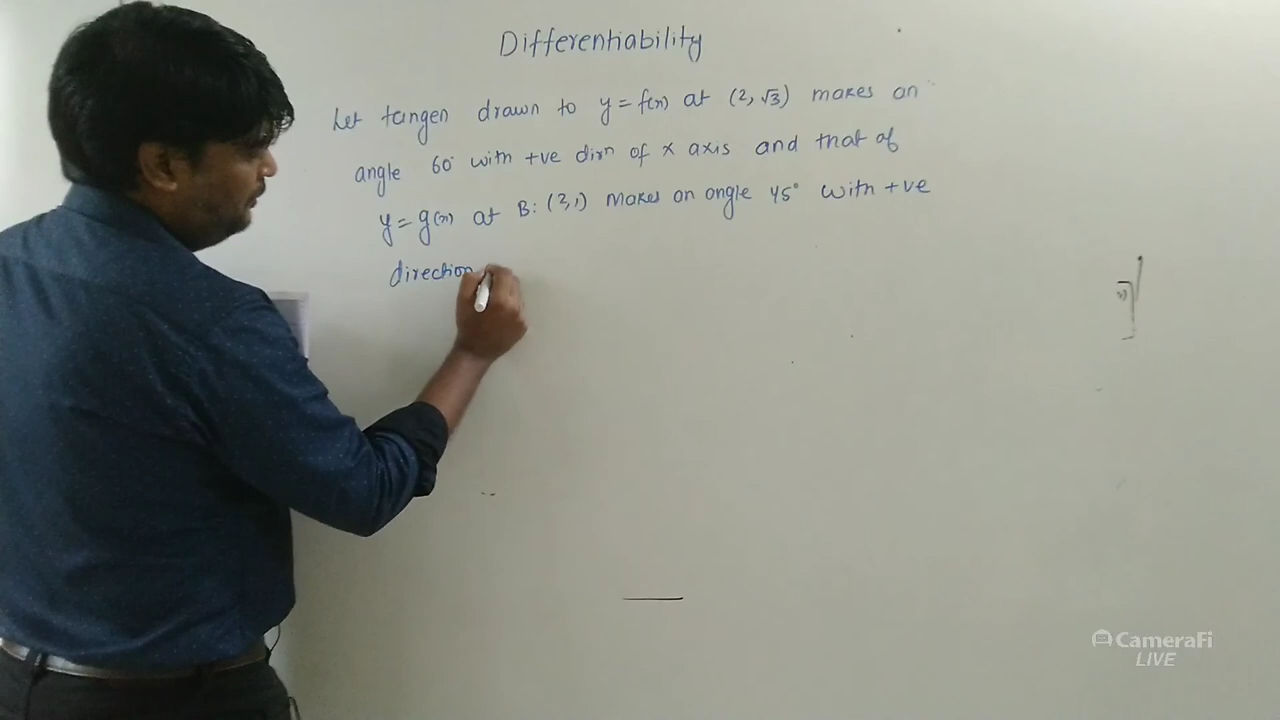 Differentiability
Let tangen drawn to y = f(x) at (2, √3) makes an
angle 60° with +ve dirn of x axis and that of
y = g(x) at B: (2,1) makes an angle 45° with +ve
direction
CameraFi
LIVE